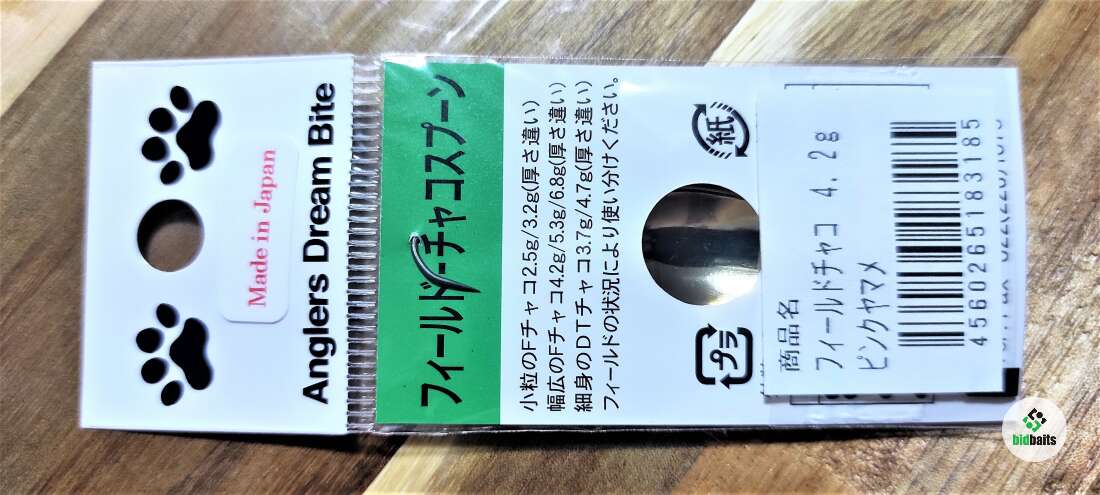 Anglers Dream Bite
Made in Japan
フィールドチャコスプーン
小粒のFチャコ2.5g/3.2g(厚さ違い)
幅広のFチャコ4.2g/5.3g/6.8g(厚さ違い)
細身のDTチャコ3.7g/4.7g(厚さ違い)
フィールドの状況により使い分けください。
紙
プラ
商品名
フィールドチャコ 4.2g
ピンクヤマメ
4560265183185
bidbaits